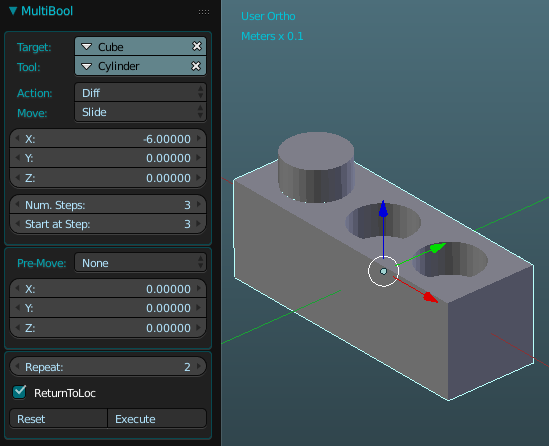 MultiBool
Target: Cube
Tool: Cylinder
Action: Diff
Move: Slide
X: -6.00000
Y: 0.00000
Z: 0.00000
Num. Steps: 3
Start at Step: 3
Pre-Move: None
X: 0.00000
Y: 0.00000
Z: 0.00000
Repeat: 2
ReturnToLoc
Reset Execute
User Ortho
Meters x 0.1